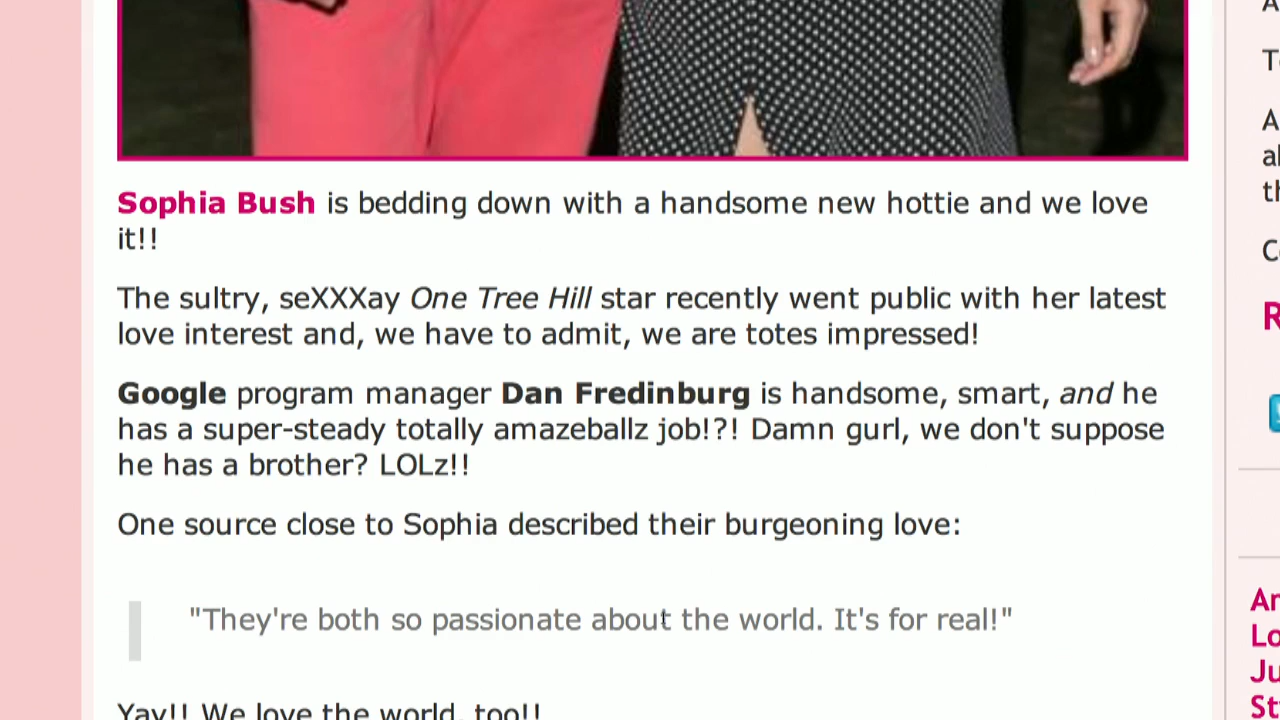 Sophia Bush is bedding down with a handsome new hottie and we love
it!!
The sultry, seXXXay One Tree Hill star recently went public with her latest
love interest and, we have to admit, we are totes impressed!
Google program manager Dan Fredinburg is handsome, smart, and he
has a super-steady totally amazeballz job!?! Damn gurl, we don't suppose
he has a brother? LOLz!!
One source close to Sophia described their burgeoning love:
"They're both so passionate about the world. It's for real!"
Yay!! We love the world, too!!